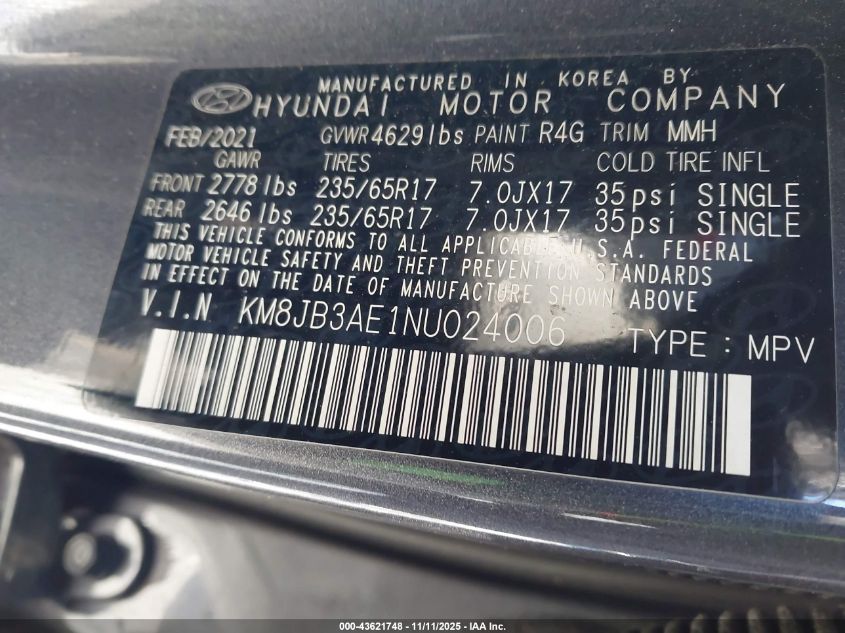 MANUFACTURED IN KOREA BY
HYUNDAI MOTOR COMPANY
FEB/2021 GVWR 4629 lbs PAINT R4G TRIM MMH
GAWR TIRES RIMS COLD TIRE INFL
FRONT 2778 lbs 235/65R17 7.0JX17 35psi SINGLE
REAR 2646 lbs 235/65R17 7.0JX17 35psi SINGLE
THIS VEHICLE CONFORMS TO ALL APPLICABLE U.S.A. FEDERAL
MOTOR VEHICLE SAFETY AND THEFT PREVENTION STANDARDS
IN EFFECT ON THE DATE OF MANUFACTURE SHOWN ABOVE
V.I.N KM8JB3AE1NU024006 TYPE : MPV
000-43621748 - 11/11/2025 - IAA Inc.